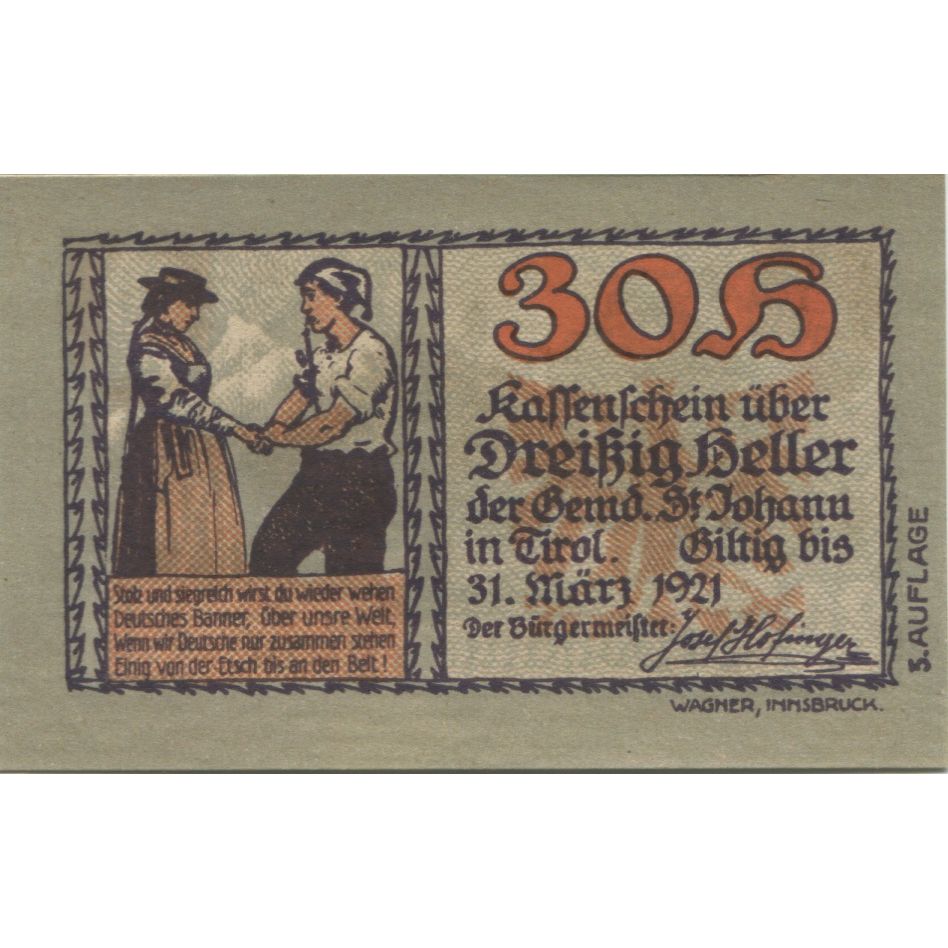 30 H
Kassenschein über
Dreißig Heller
der Gemd. St. Johann
in Tirol. Giltig bis
31. März 1921
Der Bürgermeister:
Josef Hofinger
Stolz und siegreich wirst du wieder wehen
Deutsches Banner, über unsre Welt,
Wenn wir Deutsche nur zusammen stehen
Einig von der Etsch bis an den Belt!
WAGNER, INNSBRUCK.
3. AUFLAGE